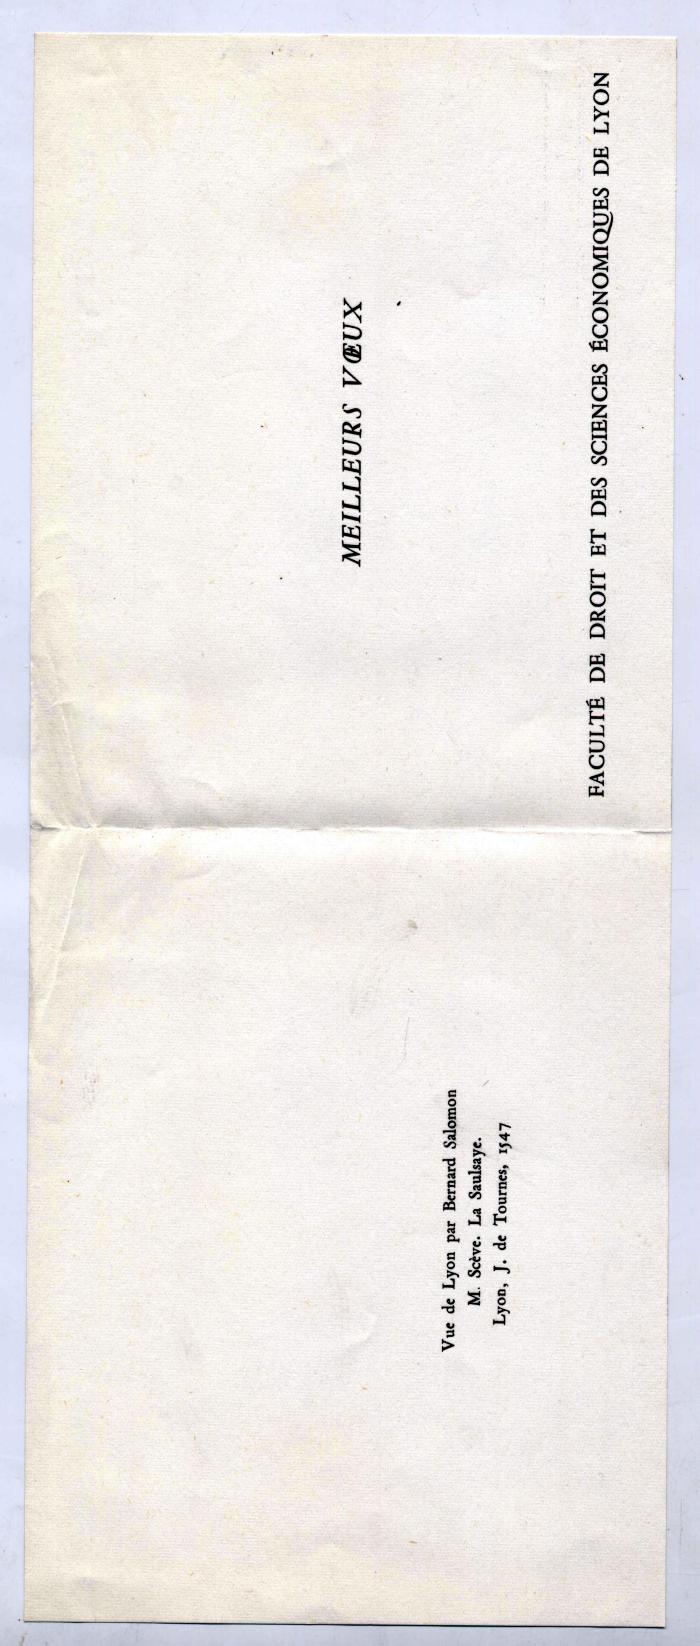 Vue de Lyon par Bernard Salomon
M. Scève. La Saulsaye.
Lyon, J. de Tournes, 1547
MEILLEURS VŒUX
FACULTÉ DE DROIT ET DES SCIENCES ÉCONOMIQUES DE LYON